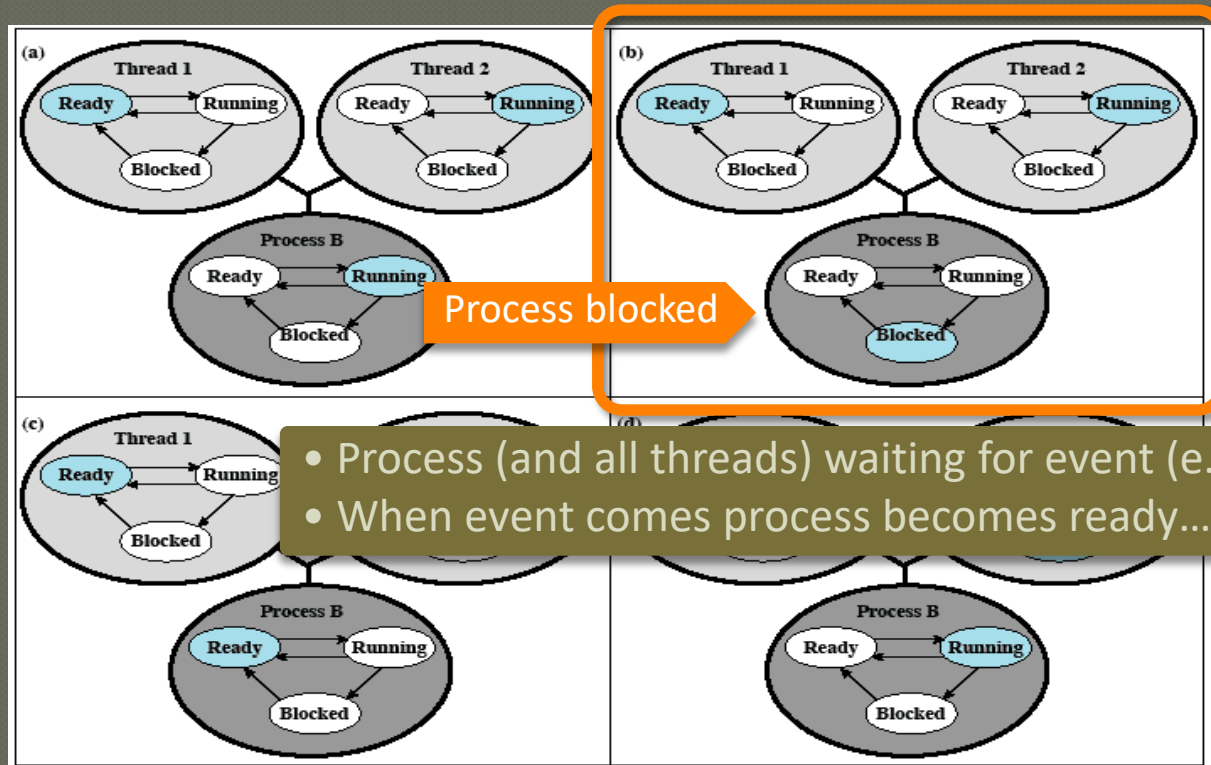 (a)
Thread 1
Ready
Running
Blocked
Thread 2
Ready
Running
Blocked
Process B
Ready
Running
Blocked
(b)
Thread 1
Ready
Running
Blocked
Thread 2
Ready
Running
Blocked
Process B
Ready
Running
Blocked
Process blocked
(c)
Thread 1
Ready
Running
Blocked
Process B
Ready
Running
Blocked
(d)
Process B
Ready
Running
Blocked
• Process (and all threads) waiting for event (e.
• When event comes process becomes ready...